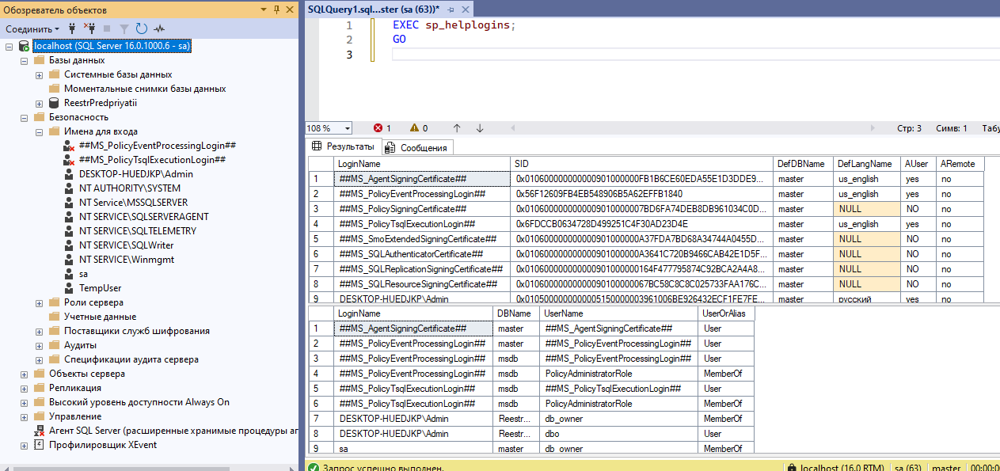 Обозреватель объектов
Соединить
localhost (SQL Server 16.0.1000.6 - sa)
Базы данных
Системные базы данных
Моментальные снимки базы данных
ReestrPredpriyatii
Безопасность
Имена для входа
##MS_PolicyEventProcessingLogin##
##MS_PolicyTsqlExecutionLogin##
DESKTOP-HUEDJKP\Admin
NT AUTHORITY\SYSTEM
NT Service\MSSQLSERVER
NT SERVICE\SQLSERVERAGENT
NT SERVICE\SQLTELEMETRY
NT SERVICE\SQLWriter
NT SERVICE\Winmgmt
sa
TempUser
Роли сервера
Учетные данные
Поставщики служб шифрования
Аудиты
Спецификации аудита сервера
Объекты сервера
Репликация
Высокий уровень доступности Always On
Управление
Агент SQL Server (расширенные хранимые процедуры аг
Профилировщик XEvent
SQLQuery1.sql...ster (sa (63))*
1 EXEC sp_helplogins;
2 GO
3
108 % 1 0 Стр: 3 Симв: 1 Табу
Результаты Сообщения
LoginName SID DefDBName DefLangName AUser ARemote
1 ##MS_AgentSigningCertificate## 0x0106000000000009010000000FB1B6CE60EDA55E1D3DDE9... master us_english yes no
2 ##MS_PolicyEventProcessingLogin## 0x56F12609FB4EB548906B5A62EFFB1840 master us_english yes no
3 ##MS_PolicySigningCertificate## 0x01060000000000090100000007BD6FA74DEB8DB961034C0D... master NULL NO no
4 ##MS_PolicyTsqlExecutionLogin## 0x6FDCCB0634728D499251C4F30AD23D4E master us_english yes no
5 ##MS_SmoExtendedSigningCertificate## 0x010600000000000901000000A37FDA7BD68A34744A0455D... master NULL NO no
6 ##MS_SQLAuthenticatorCertificate## 0x010600000000000901000000A3641C720B9466CAB42E1D5F... master NULL NO no
7 ##MS_SQLReplicationSigningCertificate## 0x010600000000000901000000164F477795874C92BCA2A4A8... master NULL NO no
8 ##MS_SQLResourceSigningCertificate## 0x01060000000000090100000067BC58C8C8C025733FAA176C... master NULL NO no
9 DESKTOP-HUEDJKP\Admin 0x0105000000000005150000003961006BE926432ECF1FE7FE... master русский yes no
LoginName DBName UserName UserOrAlias
1 ##MS_AgentSigningCertificate## master ##MS_AgentSigningCertificate## User
2 ##MS_PolicyEventProcessingLogin## master ##MS_PolicyEventProcessingLogin## User
3 ##MS_PolicyEventProcessingLogin## msdb ##MS_PolicyEventProcessingLogin## User
4 ##MS_PolicyEventProcessingLogin## msdb PolicyAdministratorRole MemberOf
5 ##MS_PolicyTsqlExecutionLogin## msdb ##MS_PolicyTsqlExecutionLogin## User
6 ##MS_PolicyTsqlExecutionLogin## msdb PolicyAdministratorRole MemberOf
7 DESKTOP-HUEDJKP\Admin Reestr... db_owner MemberOf
8 DESKTOP-HUEDJKP\Admin Reestr... dbo User
9 sa master db_owner MemberOf
Запрос успешно выполнен. localhost (16.0 RTM) sa (63) master 00:00:0